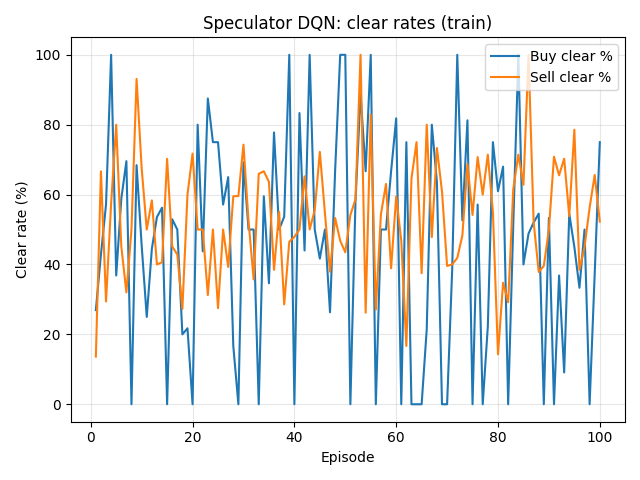 Speculator DQN: clear rates (train)
Clear rate (%)
100
80
60
40
20
0
Buy clear %
Sell clear %
0
20
40
60
80
100
Episode